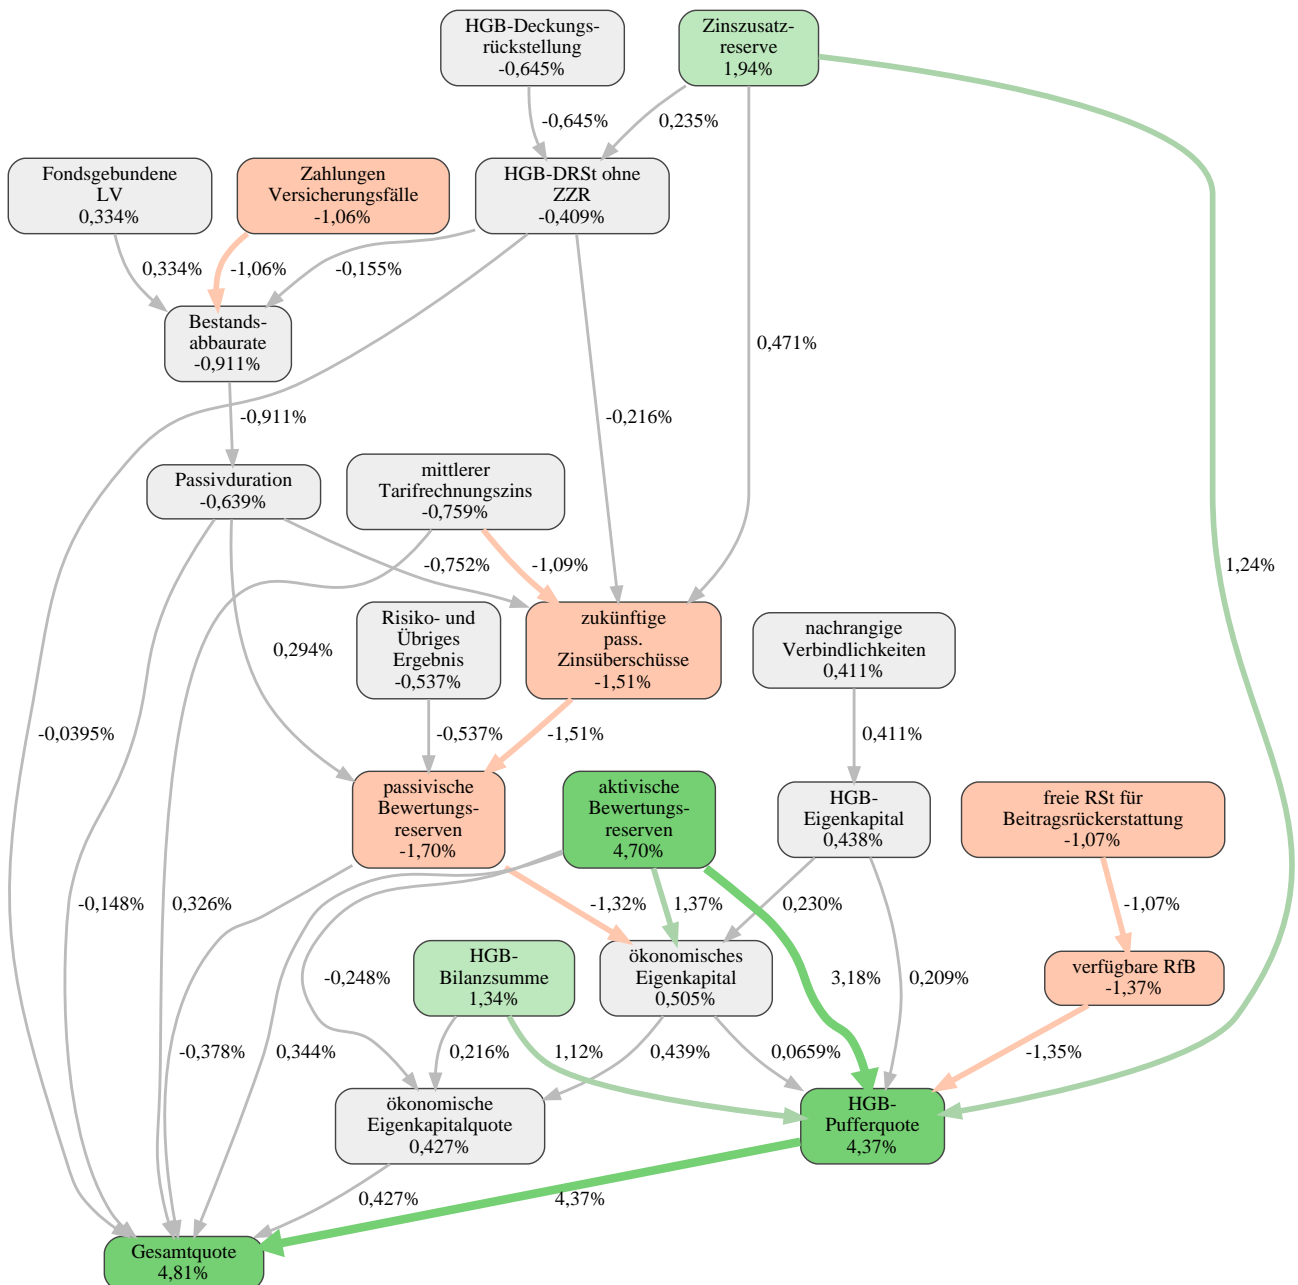 HGB-Deckungs-
rückstellung
-0,645%
Zinszusatz-
reserve
1,94%
-0,645%
0,235%
Fondsgebundene
LV
0,334%
Zahlungen
Versicherungsfälle
-1,06%
HGB-DRSt ohne
ZZR
-0,409%
0,334%
-1,06%
-0,155%
Bestands-
abbaurate
-0,911%
0,471%
-0,911%
-0,216%
Passivduration
-0,639%
mittlerer
Tarifrechnungszins
-0,759%
-0,752%
-1,09%
1,24%
Risiko- und
Übriges
Ergebnis
-0,537%
zukünftige
pass.
Zinsüberschüsse
-1,51%
nachrangige
Verbindlichkeiten
0,411%
0,294%
-0,0395%
-0,537%
-1,51%
0,411%
passivische
Bewertungs-
reserven
-1,70%
aktivische
Bewertungs-
reserven
4,70%
HGB-
Eigenkapital
0,438%
freie RSt für
Beitragsrückerstattung
-1,07%
-0,148%
0,326%
-1,32%
1,37%
0,230%
-1,07%
HGB-
Bilanzsumme
1,34%
ökonomisches
Eigenkapital
0,505%
verfügbare RfB
-1,37%
-0,248%
3,18%
0,209%
-0,378%
0,344%
0,216%
1,12%
0,439%
0,0659%
-1,35%
ökonomische
Eigenkapitalquote
0,427%
HGB-
Pufferquote
4,37%
0,427%
4,37%
Gesamtquote
4,81%